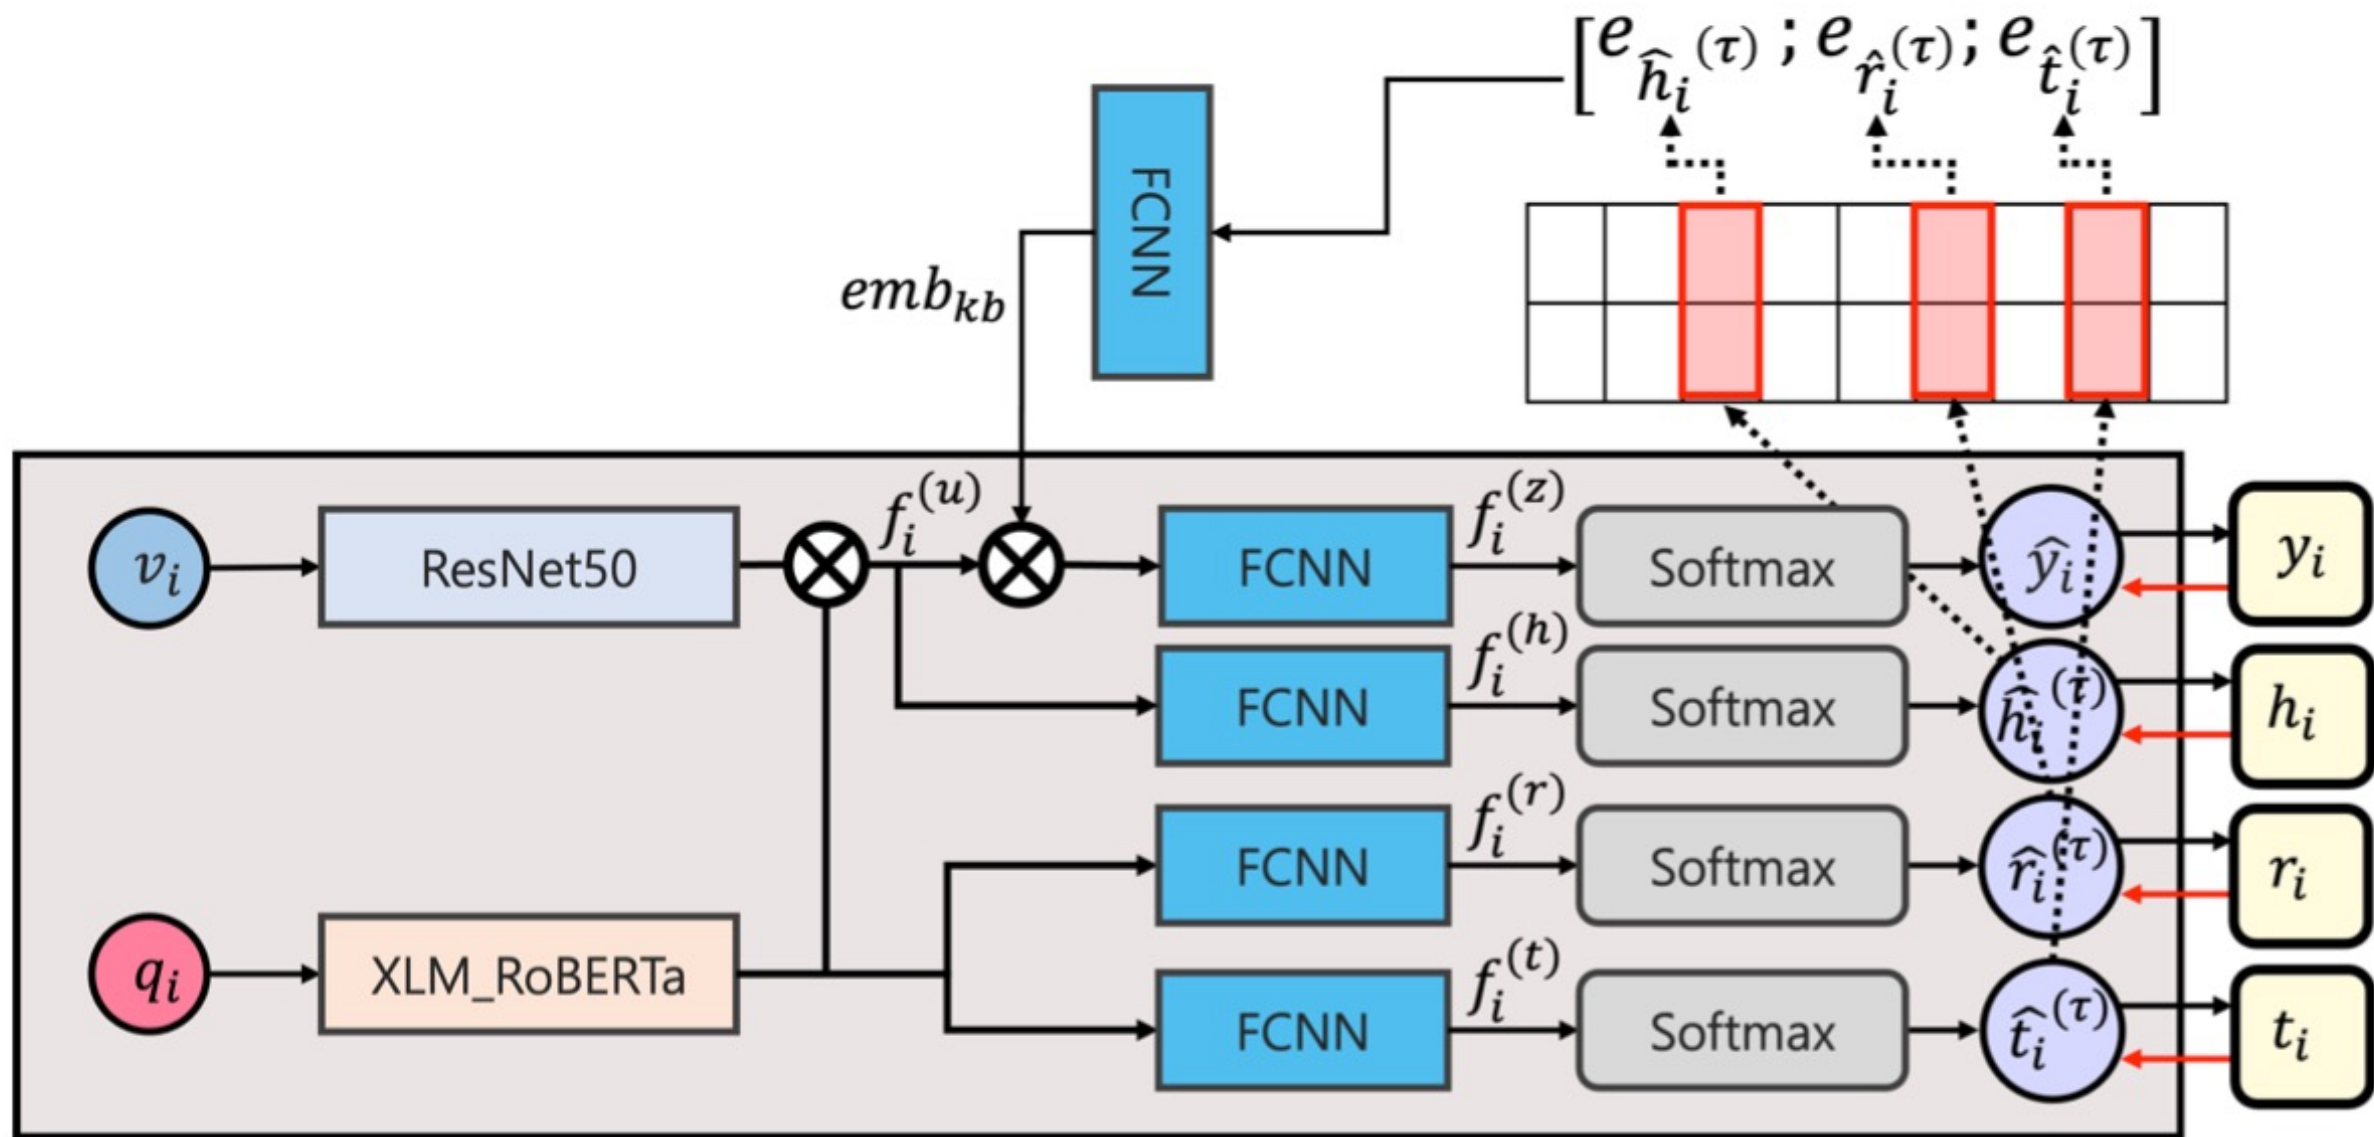 [e_{ĥ_i^{(τ)}} ; e_{r̂_i^{(τ)}} ; e_{t̂_i^{(τ)}}]
FCNN
emb_{kb}
v_i ResNet50 f_i^{(u)} FCNN f_i^{(z)} Softmax ŷ_i y_i
FCNN f_i^{(h)} Softmax ĥ_i^{(τ)} h_i
FCNN f_i^{(r)} Softmax r̂_i^{(τ)} r_i
q_i XLM_RoBERTa FCNN f_i^{(t)} Softmax t̂_i^{(τ)} t_i